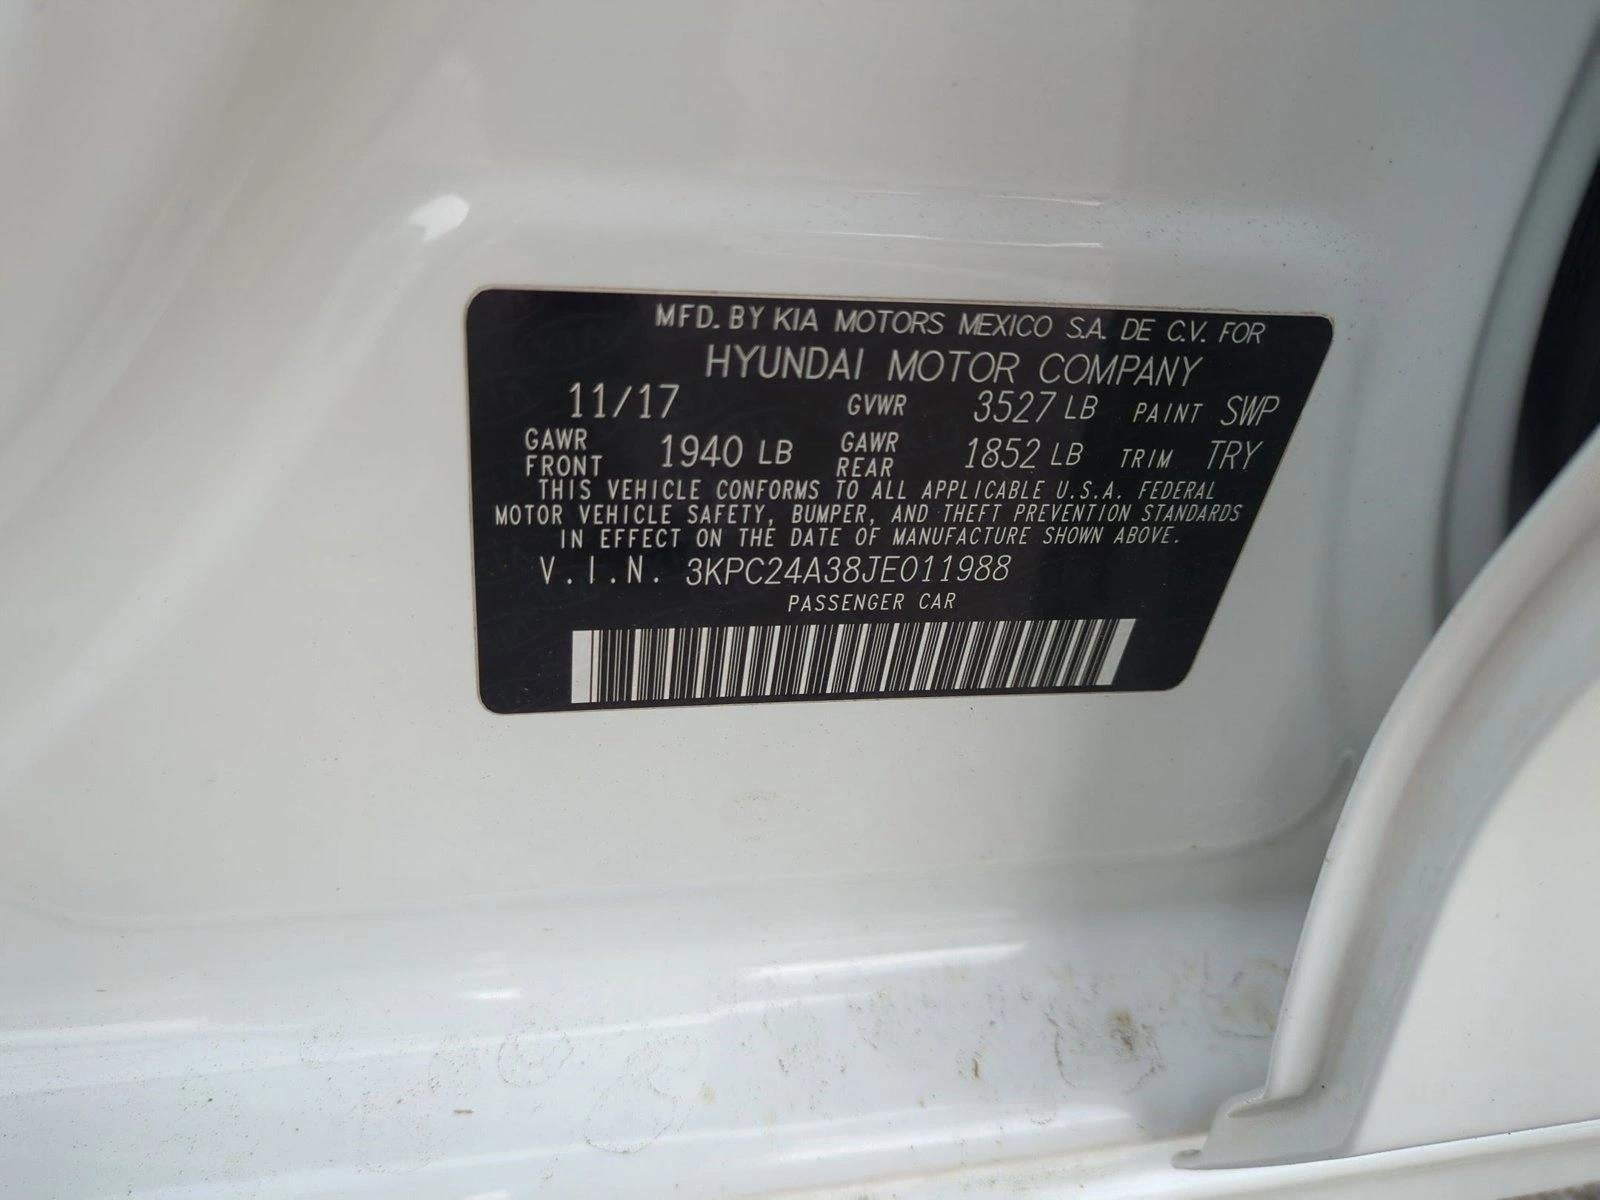 MFD. BY KIA MOTORS MEXICO S.A. DE C.V. FOR
HYUNDAI MOTOR COMPANY
11/17 GVWR 3527 LB PAINT SWP
GAWR FRONT 1940 LB GAWR REAR 1852 LB TRIM TRY
THIS VEHICLE CONFORMS TO ALL APPLICABLE U.S.A. FEDERAL
MOTOR VEHICLE SAFETY, BUMPER, AND THEFT PREVENTION STANDARDS
IN EFFECT ON THE DATE OF MANUFACTURE SHOWN ABOVE.
V.I.N. 3KPC24A38JE011988
PASSENGER CAR